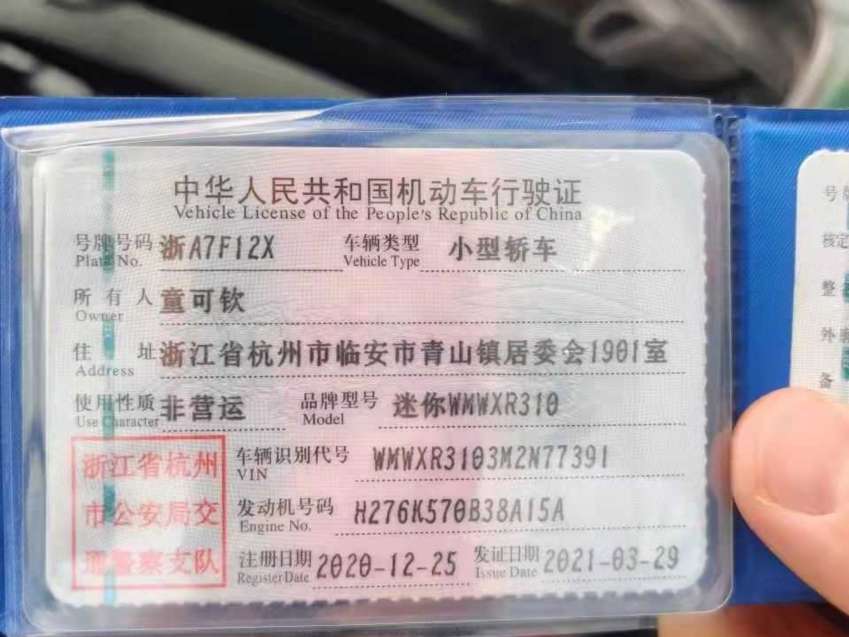 中华人民共和国机动车行驶证
Vehicle License of the People's Republic of China
号牌号码 浙A7F12X 车辆类型 小型轿车
Plate No. Vehicle Type
所有人 童可钦
Owner
住址 浙江省杭州市临安市青山镇居委会1901室
Address
使用性质 非营运 品牌型号 迷你WMWXR310
Use Character Model
浙江省杭州
市公安局交
通警察支队
车辆识别代号 WMWXR3103M2N77391
VIN
发动机号码 H276K570B38A15A
Engine No.
注册日期 2020-12-25 发证日期 2021-03-29
Register Date Issue Date
号牌
核定
整备
外廓
备